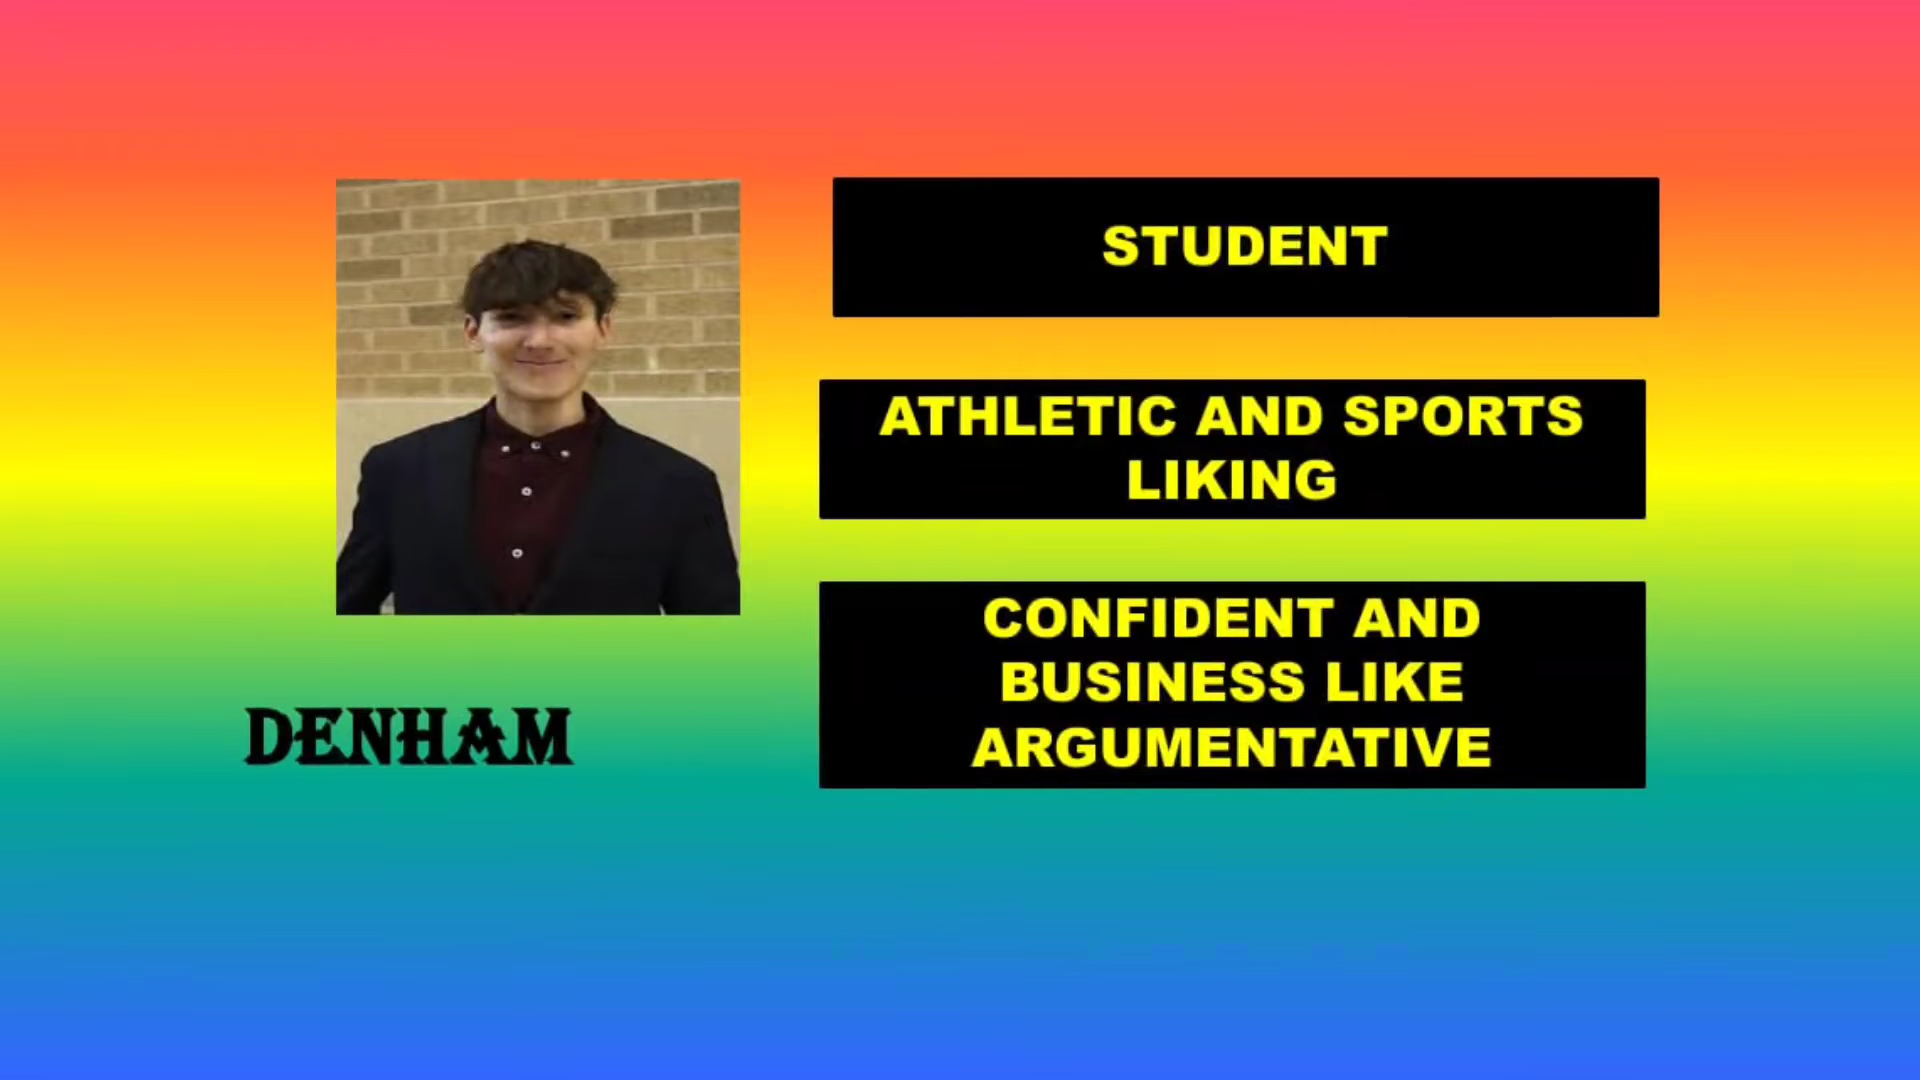 STUDENT
ATHLETIC AND SPORTS
LIKING
CONFIDENT AND
BUSINESS LIKE
ARGUMENTATIVE
DENHAM